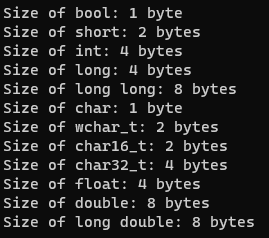 Size of bool: 1 byte
Size of short: 2 bytes
Size of int: 4 bytes
Size of long: 4 bytes
Size of long long: 8 bytes
Size of char: 1 byte
Size of wchar_t: 2 bytes
Size of char16_t: 2 bytes
Size of char32_t: 4 bytes
Size of float: 4 bytes
Size of double: 8 bytes
Size of long double: 8 bytes